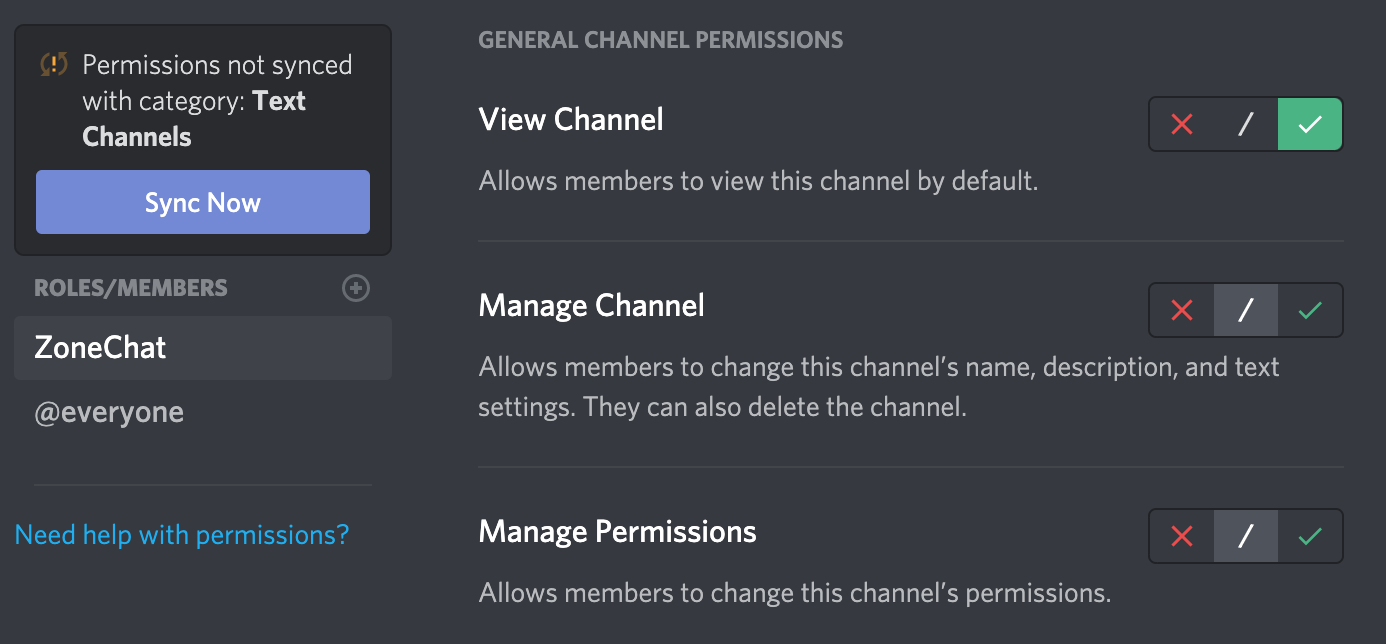 Permissions not synced
with category: Text
Channels
Sync Now
ROLES/MEMBERS
ZoneChat
@everyone
Need help with permissions?
GENERAL CHANNEL PERMISSIONS
View Channel
Allows members to view this channel by default.
Manage Channel
Allows members to change this channel’s name, description, and text
settings. They can also delete the channel.
Manage Permissions
Allows members to change this channel’s permissions.